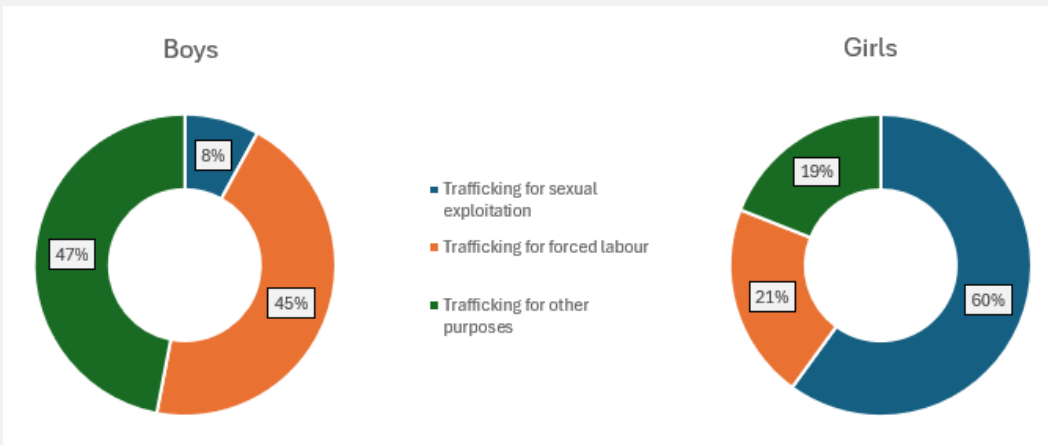 Boys
Girls
8%
47%
45%
Trafficking for sexual
exploitation
Trafficking for forced labour
Trafficking for other
purposes
19%
21%
60%